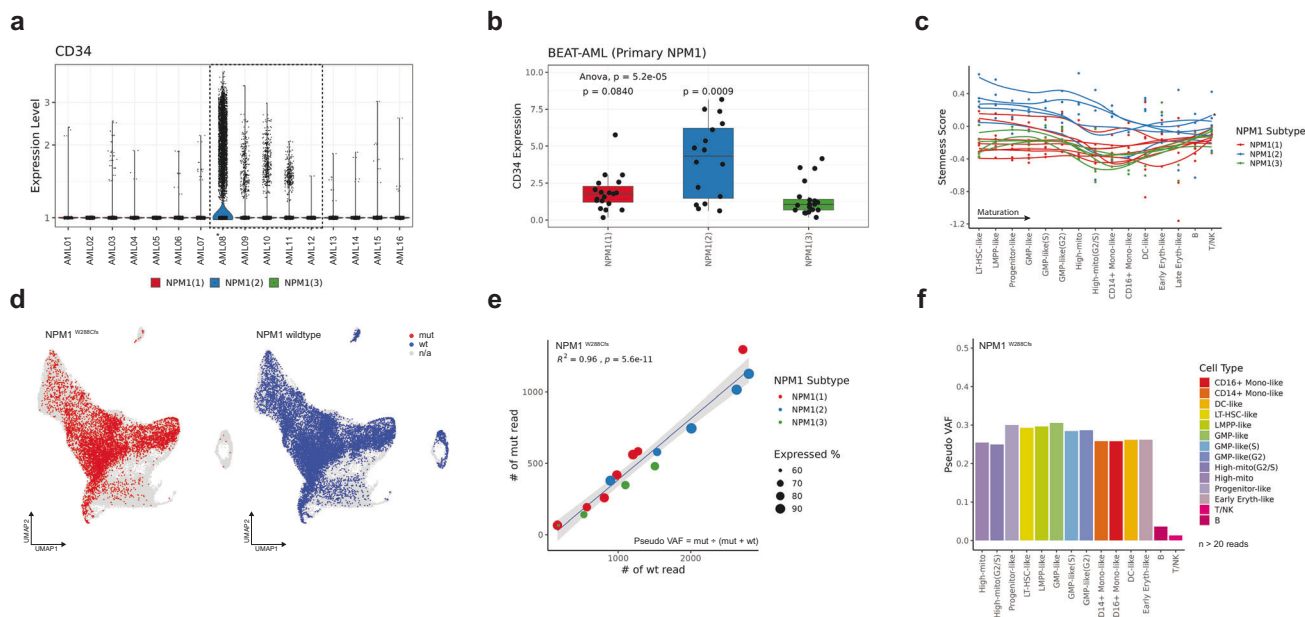 a
CD34
Expression Level
3
2
1
AML01
AML02
AML03
AML04
AML05
AML06
AML07
AML08
AML09
AML10
AML11
AML12
AML13
AML14
AML15
AML16
*
NPM1(1)
NPM1(2)
NPM1(3)
b
BEAT-AML (Primary NPM1)
Anova, p = 5.2e-05
p = 0.0840
p = 0.0009
CD34 Expression
10.0
7.5
5.0
2.5
0.0
NPM1(1)
NPM1(2)
NPM1(3)
c
Stemness Score
0.4
0.0
-0.4
-0.8
-1.2
Maturation
LT-HSC-like
LMPP-like
Progenitor-like
GMP-like
GMP-like(S)
GMP-like(G2)
High-mito
High-mito(G2/S)
CD14+ Mono-like
CD16+ Mono-like
DC-like
Early Eryth-like
Late Eryth-like
B
T/NK
NPM1 Subtype
NPM1(1)
NPM1(2)
NPM1(3)
d
NPM1 W288Cfs
NPM1 wildtype
mut
wt
n/a
UMAP2
UMAP1
UMAP2
UMAP1
e
NPM1 W288Cfs
R² = 0.96 , p = 5.6e-11
# of mut read
1000
500
0
1000
2000
# of wt read
Pseudo VAF = mut ÷ (mut + wt)
NPM1 Subtype
NPM1(1)
NPM1(2)
NPM1(3)
Expressed %
60
70
80
90
f
NPM1 W288Cfs
Pseudo VAF
0.5
0.4
0.3
0.2
0.1
0.0
High-mito
High-mito(G2/S)
Progenitor-like
LT-HSC-like
LMPP-like
GMP-like
GMP-like(S)
GMP-like(G2)
CD14+ Mono-like
CD16+ Mono-like
DC-like
Early Eryth-like
B
T/NK
Cell Type
CD16+ Mono-like
CD14+ Mono-like
DC-like
LT-HSC-like
LMPP-like
GMP-like
GMP-like(S)
GMP-like(G2)
High-mito(G2/S)
High-mito
Progenitor-like
Early Eryth-like
T/NK
B
n > 20 reads